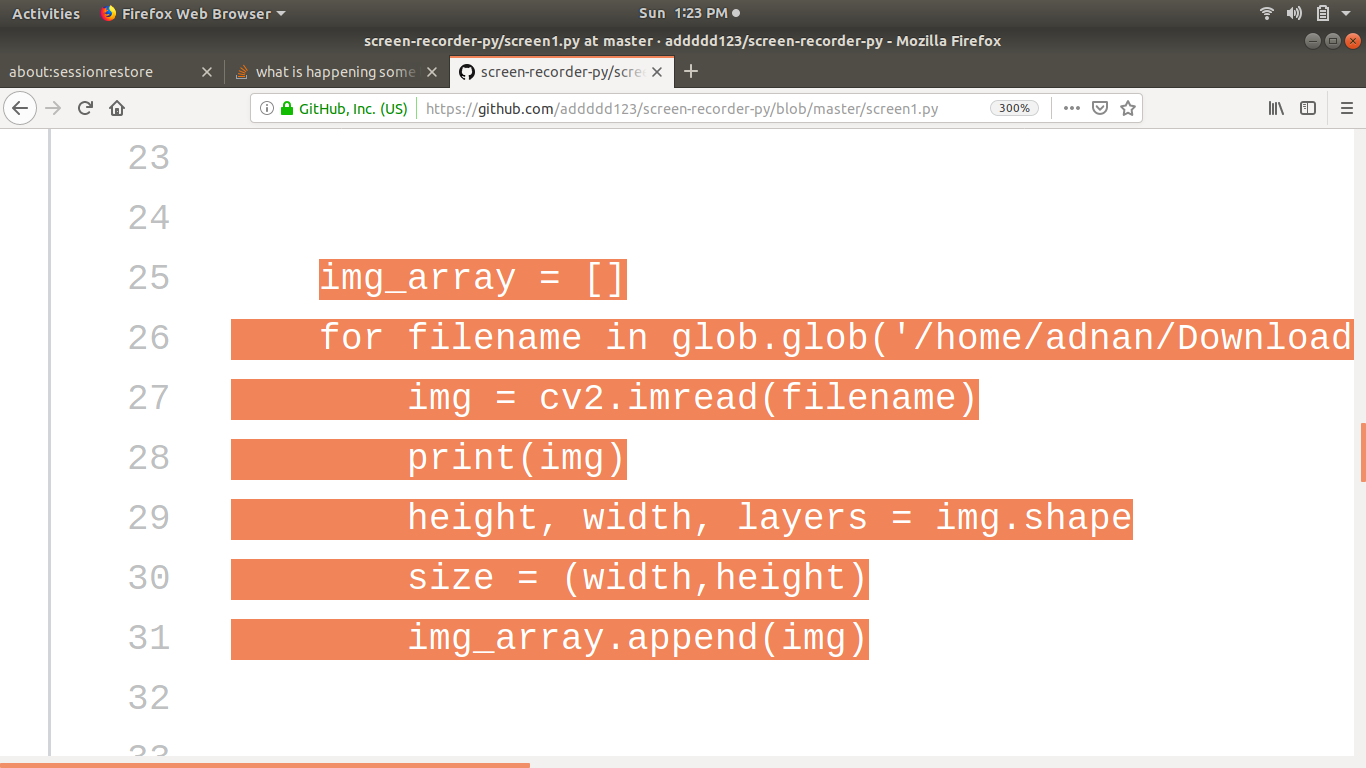 Activities Firefox Web Browser Sun 1:23 PM
screen-recorder-py/screen1.py at master · addddd123/screen-recorder-py - Mozilla Firefox
about:sessionrestore what is happening some screen-recorder-py/scre
GitHub, Inc. (US) https://github.com/addddd123/screen-recorder-py/blob/master/screen1.py 300%
23
24
25 img_array = []
26 for filename in glob.glob('/home/adnan/Download
27 img = cv2.imread(filename)
28 print(img)
29 height, width, layers = img.shape
30 size = (width,height)
31 img_array.append(img)
32
33